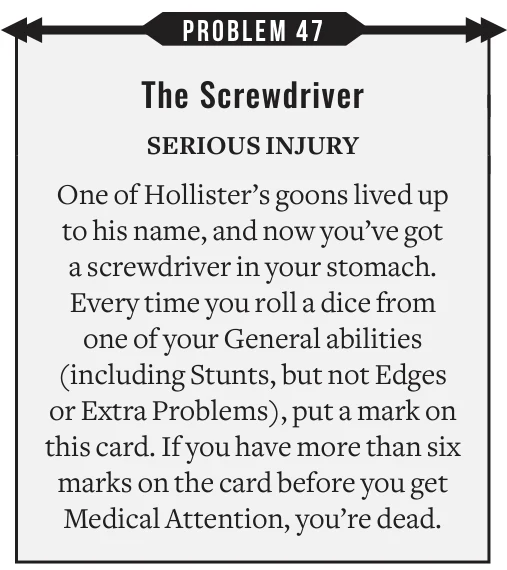 PROBLEM 47
The Screwdriver
SERIOUS INJURY
One of Hollister’s goons lived up
to his name, and now you’ve got
a screwdriver in your stomach.
Every time you roll a dice from
one of your General abilities
(including Stunts, but not Edges
or Extra Problems), put a mark on
this card. If you have more than six
marks on the card before you get
Medical Attention, you’re dead.